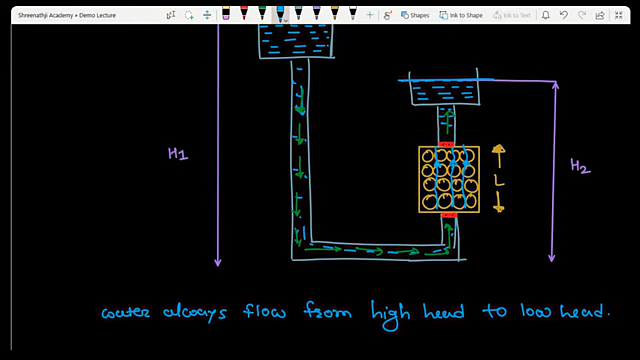 Shreenathji Academy » Demo Lecture
Shapes
Ink to Shape
Ink to Text
H1
L
H2
water always flow from high head to low head.